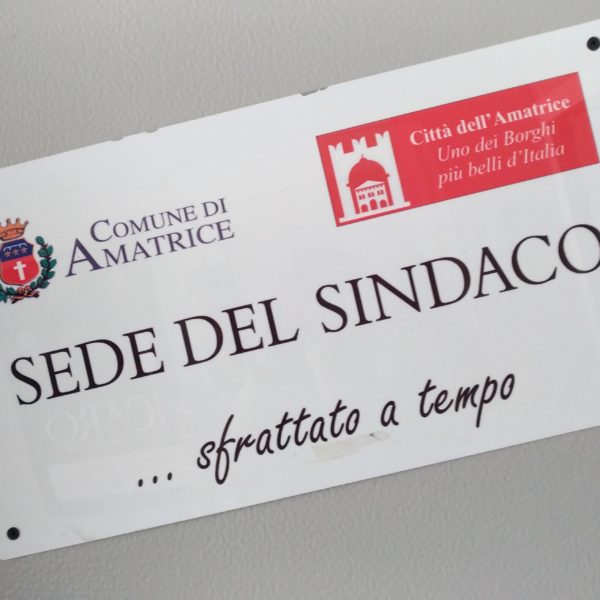 Città dell'Amatrice
Uno dei Borghi
più belli d'Italia
COMUNE DI
AMATRICE
SEDE DEL SINDACO
... sfrattato a tempo